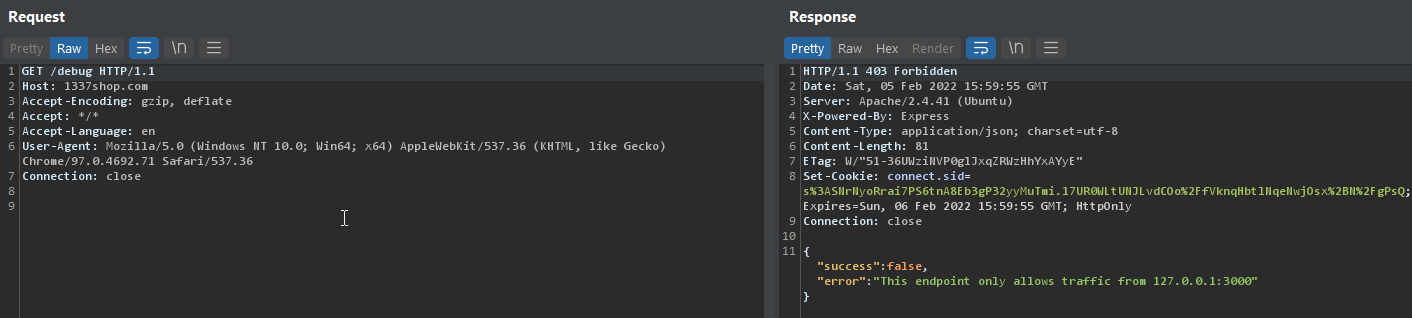 Request
Pretty Raw Hex \n
1 GET /debug HTTP/1.1
2 Host: 1337shop.com
3 Accept-Encoding: gzip, deflate
4 Accept: */*
5 Accept-Language: en
6 User-Agent: Mozilla/5.0 (Windows NT 10.0; Win64; x64) AppleWebKit/537.36 (KHTML, like Gecko)
Chrome/97.0.4692.71 Safari/537.36
7 Connection: close
8
9
Response
Pretty Raw Hex Render \n
1 HTTP/1.1 403 Forbidden
2 Date: Sat, 05 Feb 2022 15:59:55 GMT
3 Server: Apache/2.4.41 (Ubuntu)
4 X-Powered-By: Express
5 Content-Type: application/json; charset=utf-8
6 Content-Length: 81
7 ETag: W/"51-36UWziNVP0glJxqZRWzHhYxAYyE"
8 Set-Cookie: connect.sid=
s%3ASNrNyoRrai7PS6tnA8Eb3gP32yyMuTmi.17UR0WLtUNJLvdCOo%2FfVknqHbtlNqeNwjOsx%2BN%2FgPsQ;
Expires=Sun, 06 Feb 2022 15:59:55 GMT; HttpOnly
9 Connection: close
10
11 {
"success":false,
"error":"This endpoint only allows traffic from 127.0.0.1:3000"
}